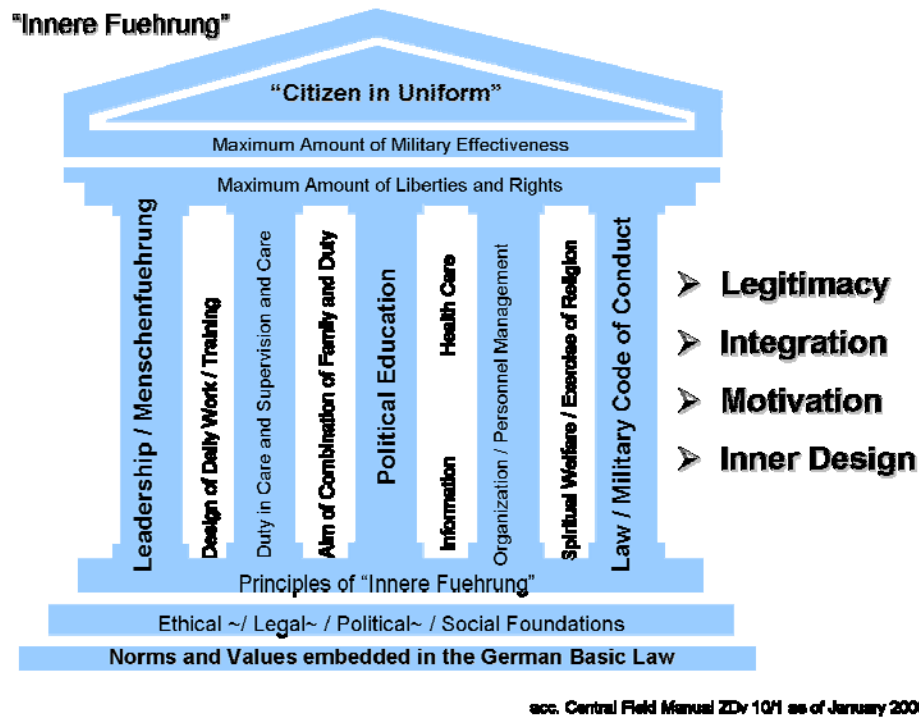 "Innere Fuehrung"
"Citizen in Uniform"
Maximum Amount of Military Effectiveness
Maximum Amount of Liberties and Rights
Leadership / Menschenfuehrung
Design of Daily Work / Training
Duty in Care and Supervision and Care
Aim of Combination of Family and Duty
Political Education
Information Health Care
Organization / Personnel Management
Spiritual Welfare / Exercise of Religion
Law / Military Code of Conduct
➢ Legitimacy
➢ Integration
➢ Motivation
➢ Inner Design
Principles of "Innere Fuehrung"
Ethical ~/ Legal~ / Political~ / Social Foundations
Norms and Values embedded in the German Basic Law
acc. Central Field Manual ZDv 10/1 as of January 200